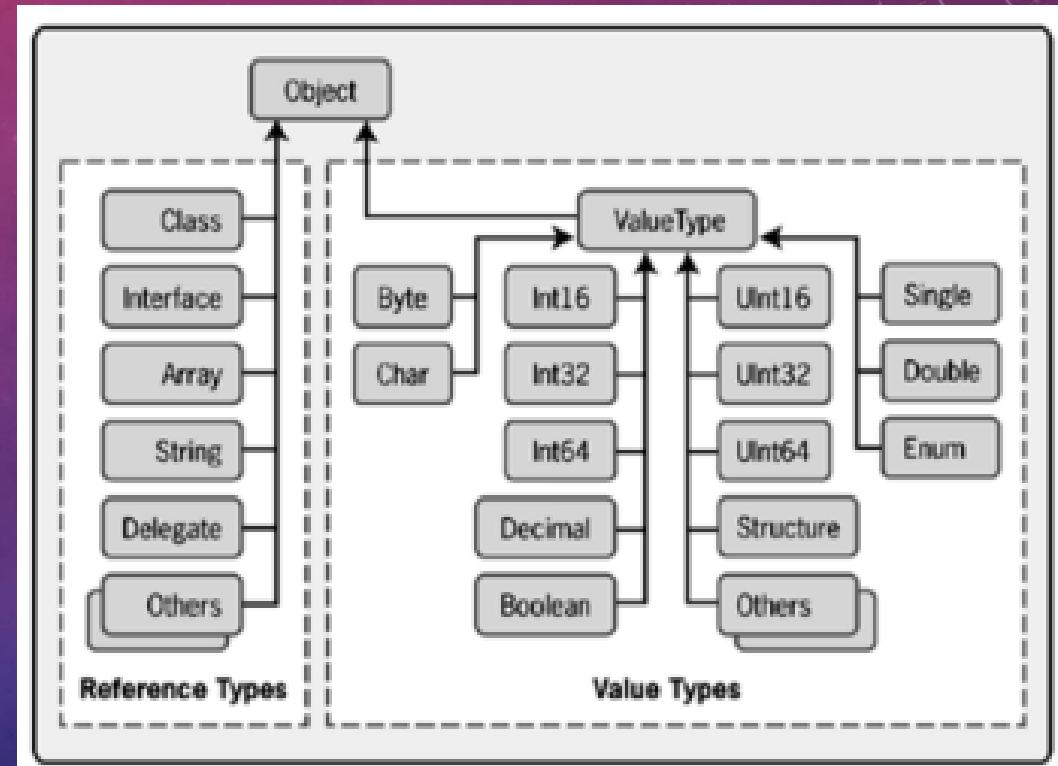 Object
Class
Interface
Array
String
Delegate
Others
Reference Types
ValueType
Byte
Char
Int16
Int32
Int64
Decimal
Boolean
UInt16
UInt32
UInt64
Structure
Others
Single
Double
Enum
Value Types